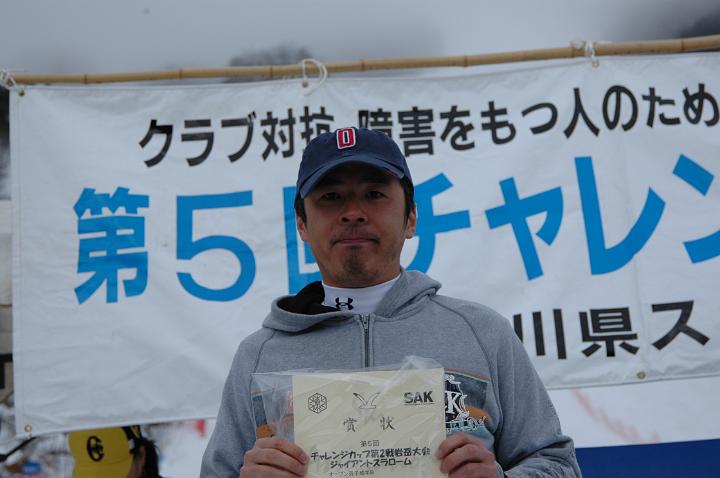 クラブ対抗 障害をもつ人のため
第5回チャレン
川県ス
O
SAK
賞状
第5回
チャレンジカップ第2戦岩岳大会
ジャイアントスラローム